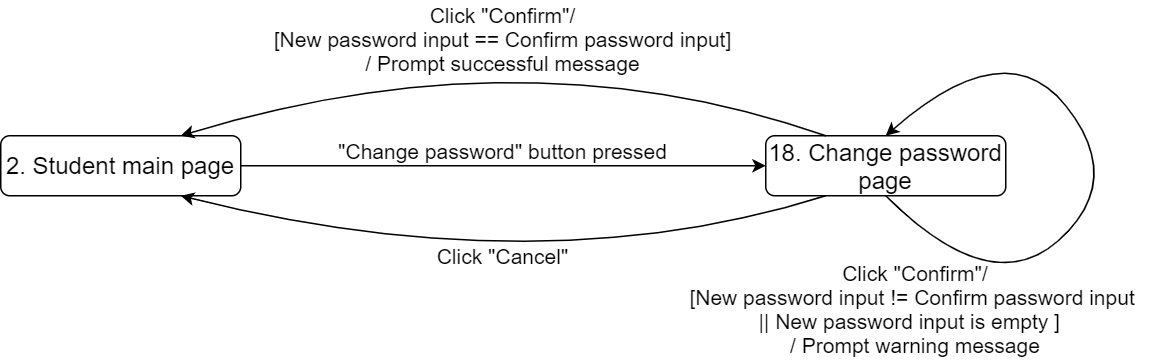 Click "Confirm"/
[New password input == Confirm password input]
/ Prompt successful message
"Change password" button pressed
2. Student main page
18. Change password
page
Click "Cancel"
Click "Confirm"/
[New password input != Confirm password input
|| New password input is empty ]
/ Prompt warning message